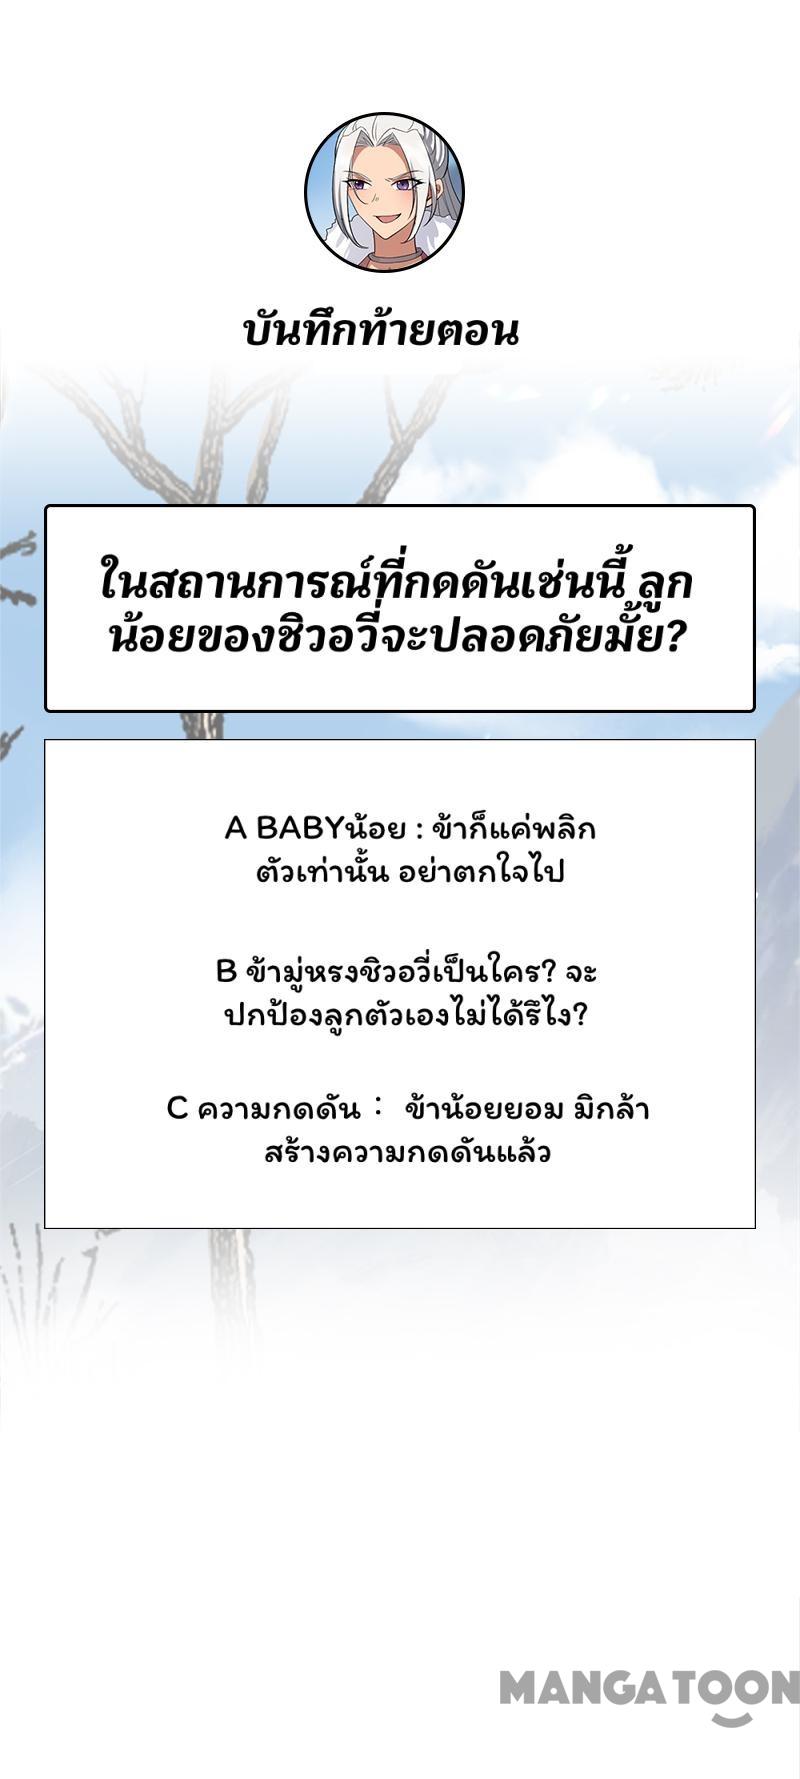 บันทึกท้ายตอน
ในสถานการณ์ที่กดดันเช่นนี้ ลูก
น้อยของชิวอวี่จะปลอดภัยมั้ย?
A BABYน้อย : ข้าก็แค่พลิก
ตัวเท่านั้น อย่าตกใจไป
B ข้ามู่หรงชิวอวี่เป็นใคร? จะ
ปกป้องลูกตัวเองไม่ได้รึไง?
C ความกดดัน： ข้าน้อยยอม มิกล้า
สร้างความกดดันแล้ว
MANGATOON